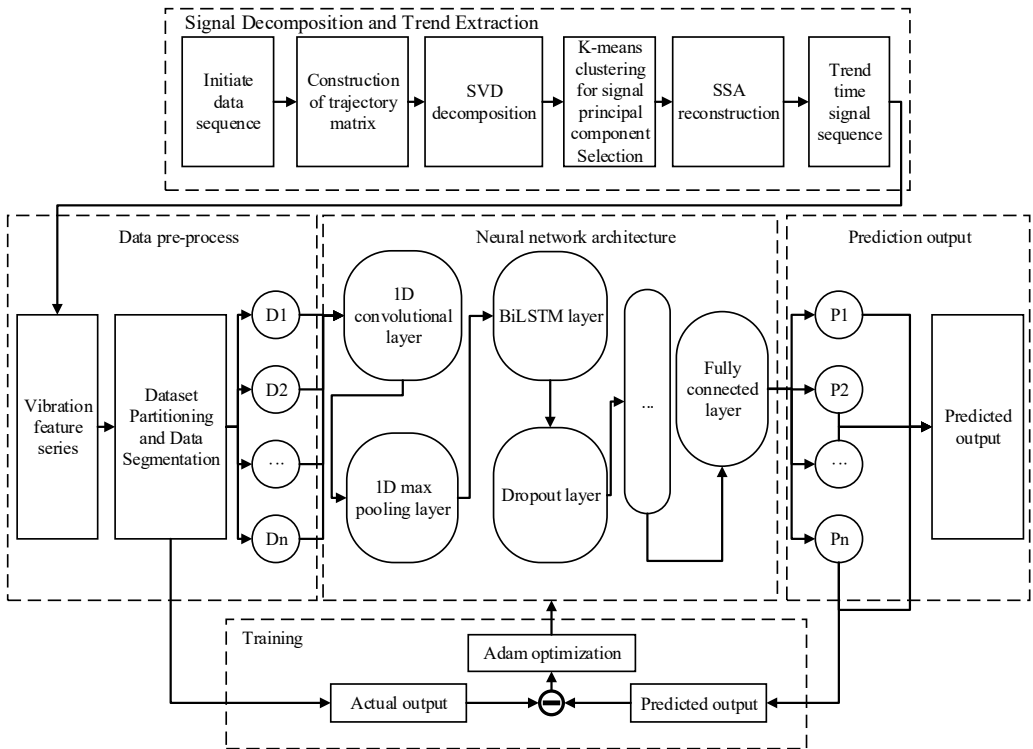 Signal Decomposition and Trend Extraction
Initiate
data
sequence
Construction
of trajectory
matrix
SVD
decomposition
K-means
clustering
for signal
principal
component
Selection
SSA
reconstruction
Trend
time
signal
sequence
Data pre-process
Vibration
feature
series
Dataset
Partitioning
and Data
Segmentation
D1
D2
...
Dn
Neural network architecture
1D
convolutional
layer
1D max
pooling layer
BiLSTM layer
Dropout layer
...
Fully
connected
layer
Prediction output
P1
P2
...
Pn
Predicted
output
Training
Adam optimization
Actual output
Predicted output